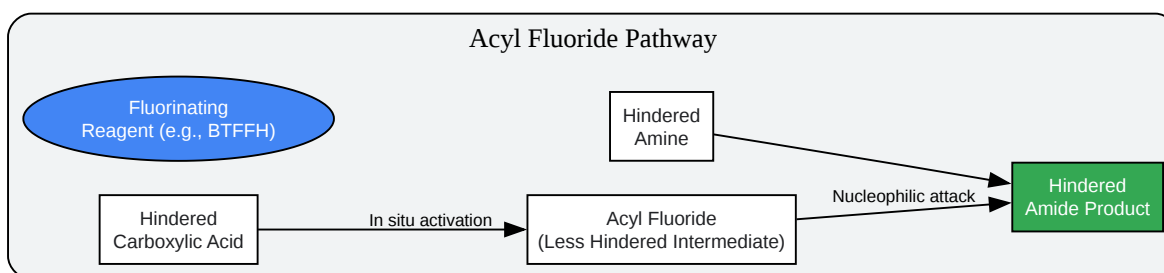 Acyl Fluoride Pathway
Fluorinating
Reagent (e.g., BTFFH)
Hindered
Amine
Hindered
Carboxylic Acid
In situ activation
Acyl Fluoride
(Less Hindered Intermediate)
Nucleophilic attack
Hindered
Amide Product